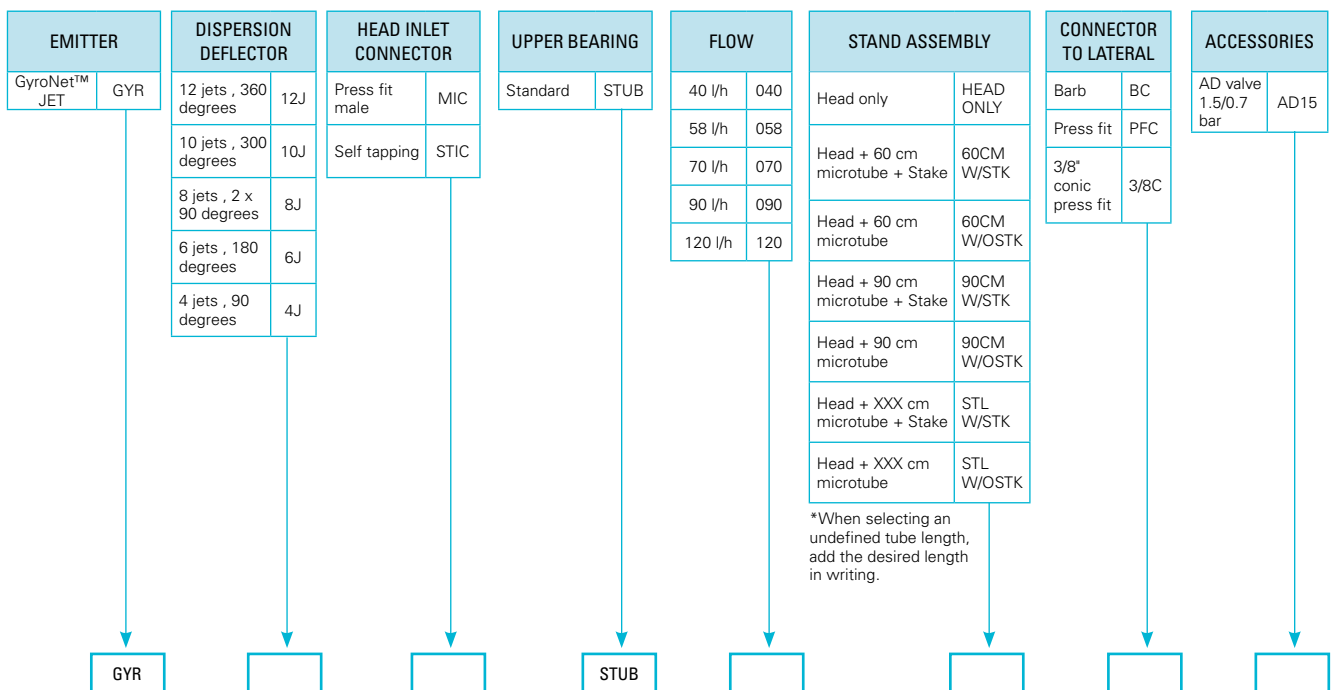 EMITTER
GyroNet™
JET
GYR
DISPERSION
DEFLECTOR
12 jets , 360
degrees
12J
10 jets , 300
degrees
10J
8 jets , 2 x
90 degrees
8J
6 jets , 180
degrees
6J
4 jets , 90
degrees
4J
HEAD INLET
CONNECTOR
Press fit
male
MIC
Self tapping
STIC
UPPER BEARING
Standard
STUB
FLOW
40 l/h
040
58 l/h
058
70 l/h
070
90 l/h
090
120 l/h
120
STAND ASSEMBLY
Head only
HEAD
ONLY
Head + 60 cm
microtube + Stake
60CM
W/STK
Head + 60 cm
microtube
60CM
W/OSTK
Head + 90 cm
microtube + Stake
90CM
W/STK
Head + 90 cm
microtube
90CM
W/OSTK
Head + XXX cm
microtube + Stake
STL
W/STK
Head + XXX cm
microtube
STL
W/OSTK
*When selecting an
undefined tube length,
add the desired length
in writing.
CONNECTOR
TO LATERAL
Barb
BC
Press fit
PFC
3/8"
conic
press fit
3/8C
ACCESSORIES
AD valve
1.5/0.7
bar
AD15
GYR
STUB